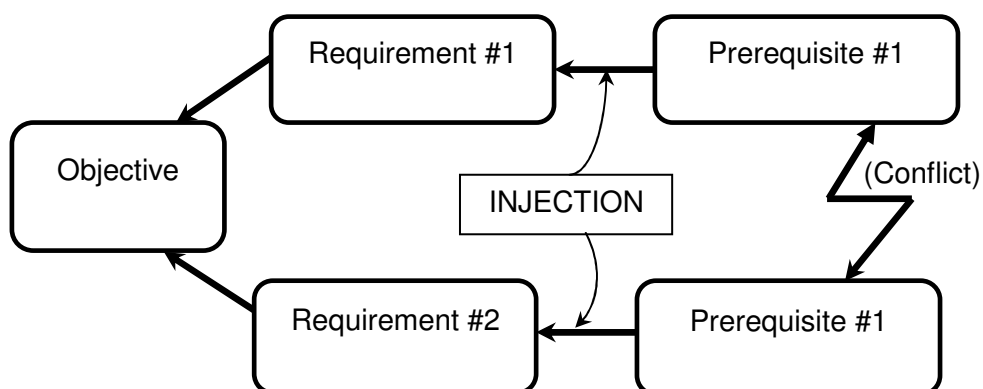 Requirement #1
Prerequisite #1
Objective
(Conflict)
INJECTION
Requirement #2
Prerequisite #1